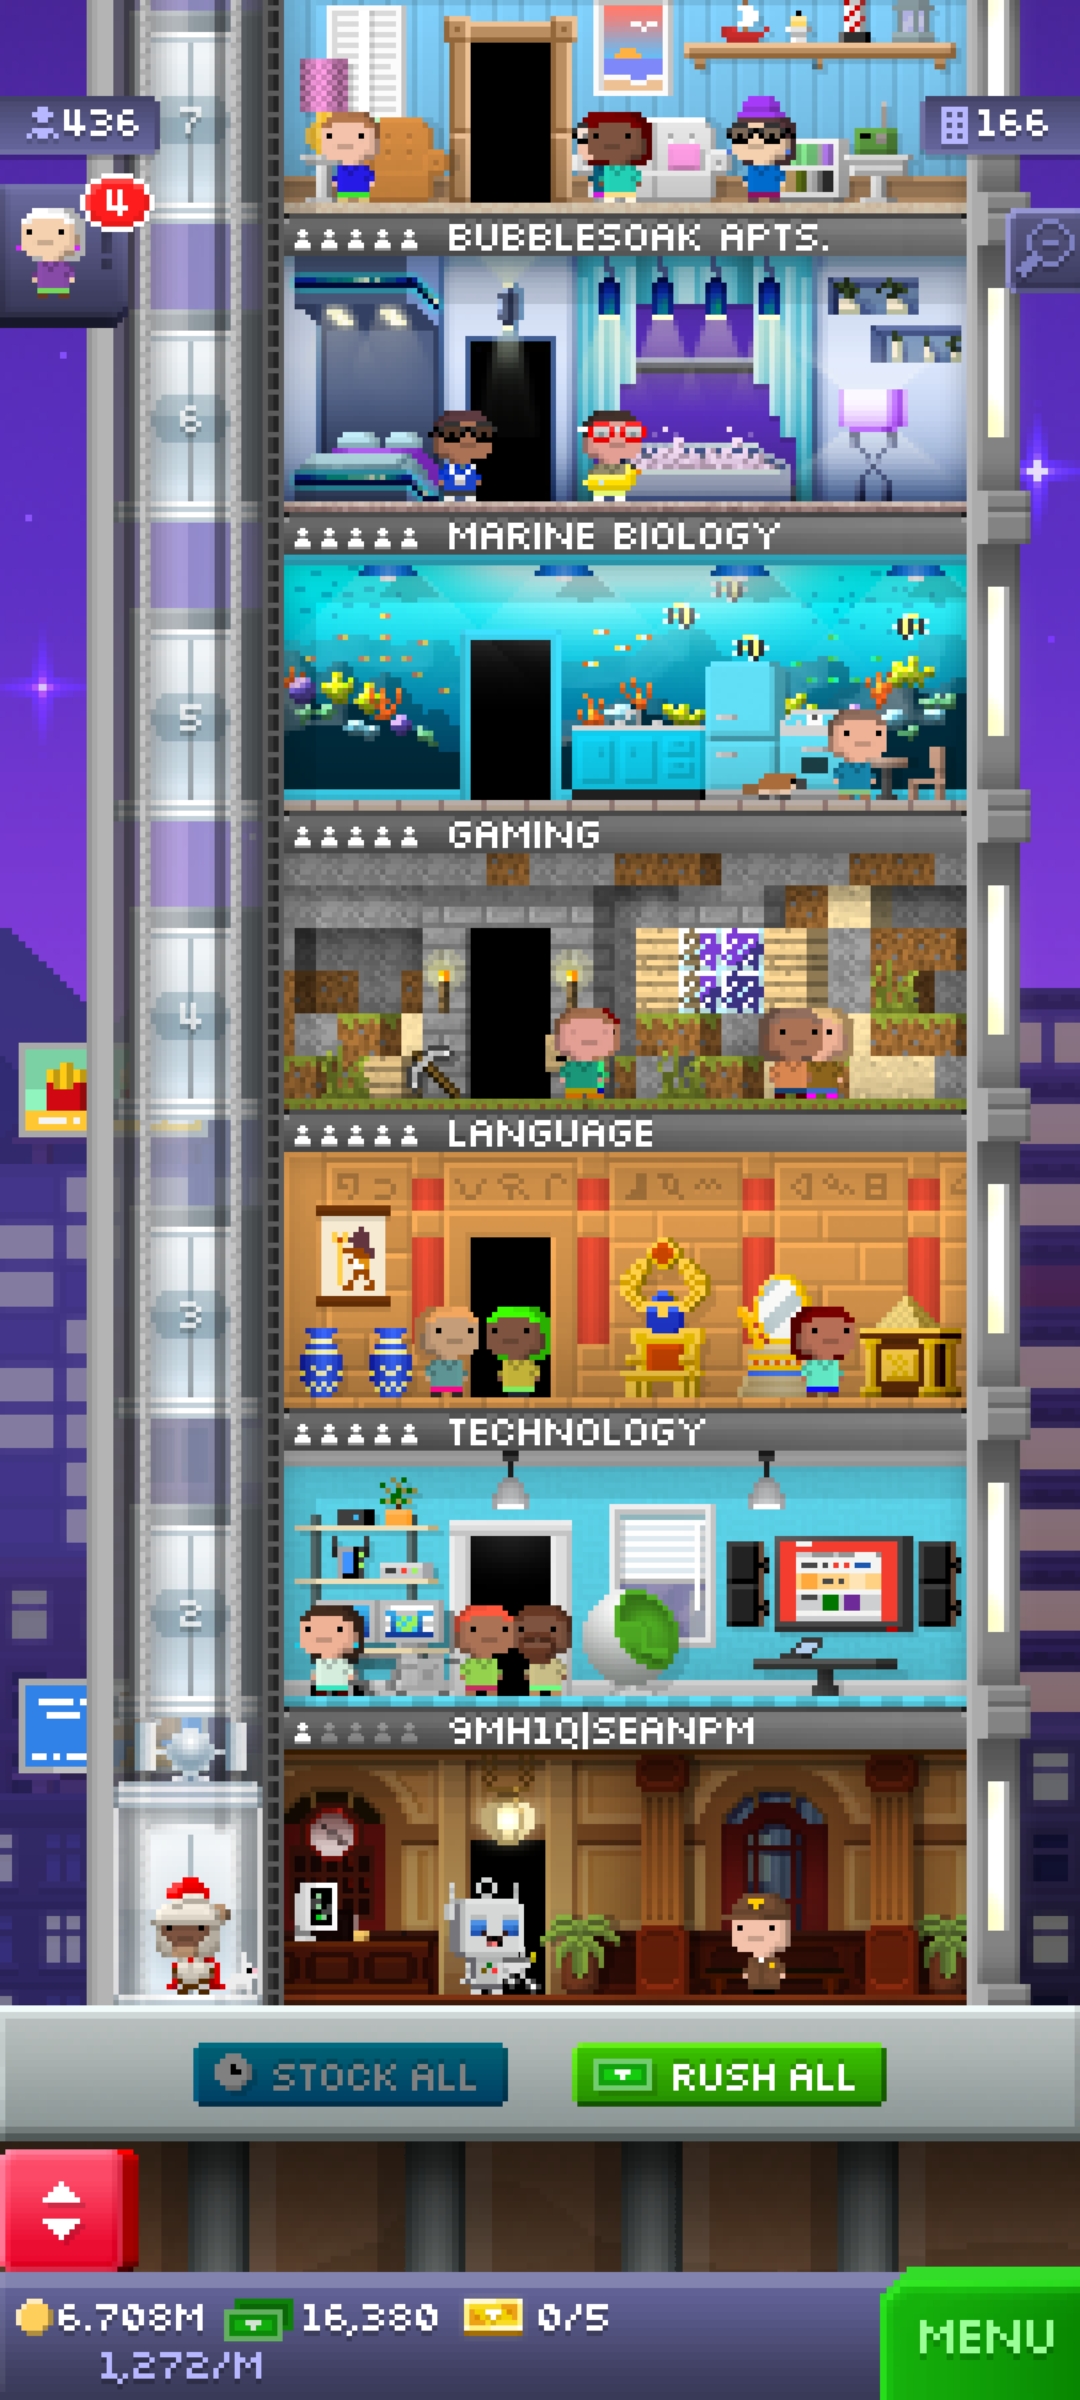 7
436
166
4
BUBBLESOAK APTS.
6
MARINE BIOLOGY
5
GAMING
4
LANGUAGE
3
TECHNOLOGY
2
9MH1Q|SEANPM
STOCK ALL
RUSH ALL
6.708M
16,380
0/5
1,272/M
MENU